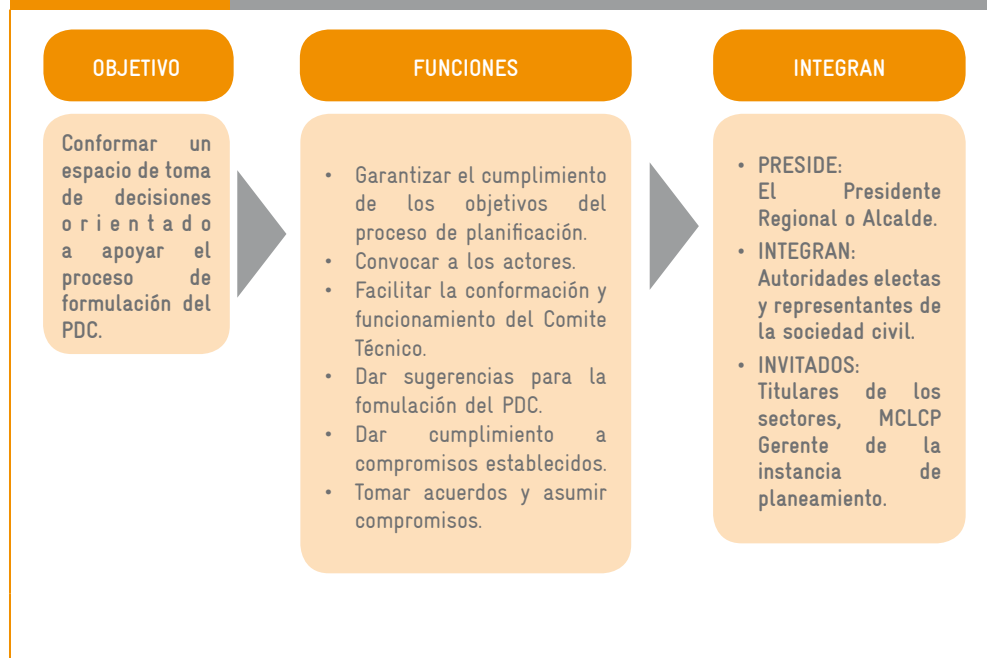 OBJETIVO
Conformar un
espacio de toma
de decisiones
orientado
a apoyar el
proceso de
formulación del
PDC.
FUNCIONES
• Garantizar el cumplimiento
de los objetivos del
proceso de planificación.
• Convocar a los actores.
• Facilitar la conformación y
funcionamiento del Comite
Técnico.
• Dar sugerencias para la
fomulación del PDC.
• Dar cumplimiento a
compromisos establecidos.
• Tomar acuerdos y asumir
compromisos.
INTEGRAN
• PRESIDE:
El Presidente
Regional o Alcalde.
• INTEGRAN:
Autoridades electas
y representantes de
la sociedad civil.
• INVITADOS:
Titulares de los
sectores, MCLCP
Gerente de la
instancia de
planeamiento.